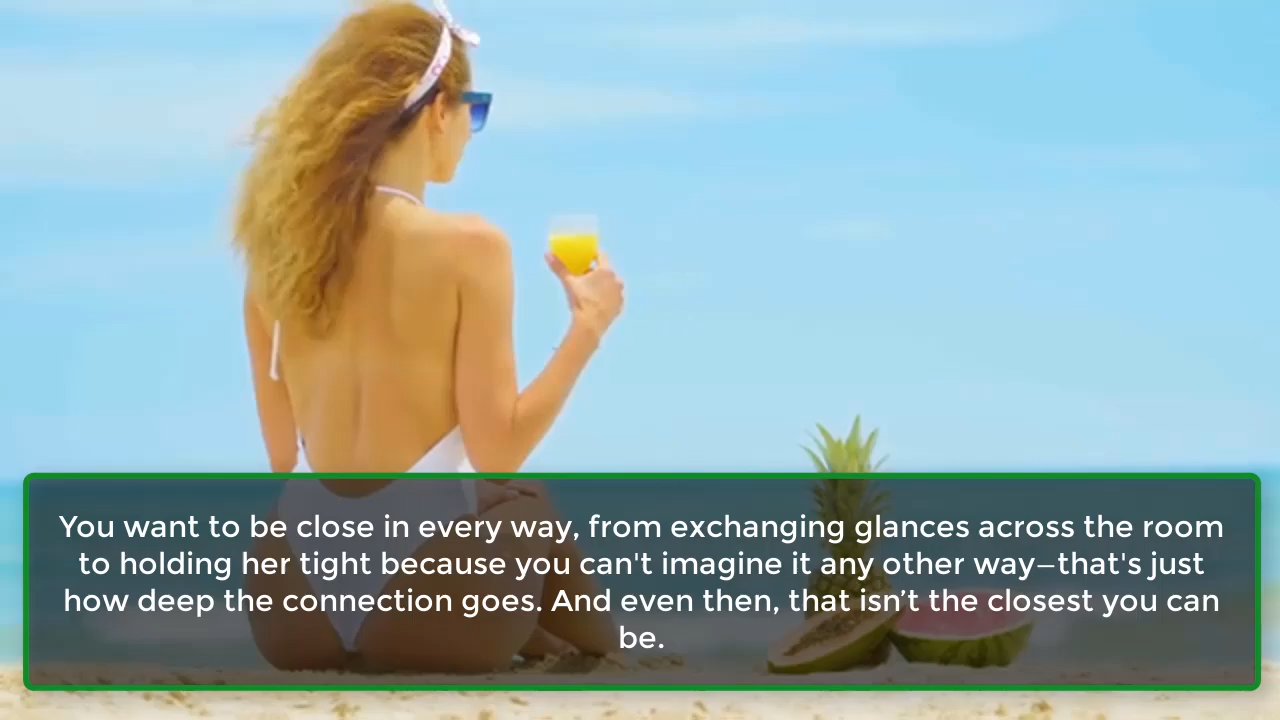 You want to be close in every way, from exchanging glances across the room
to holding her tight because you can't imagine it any other way—that's just
how deep the connection goes. And even then, that isn’t the closest you can
be.